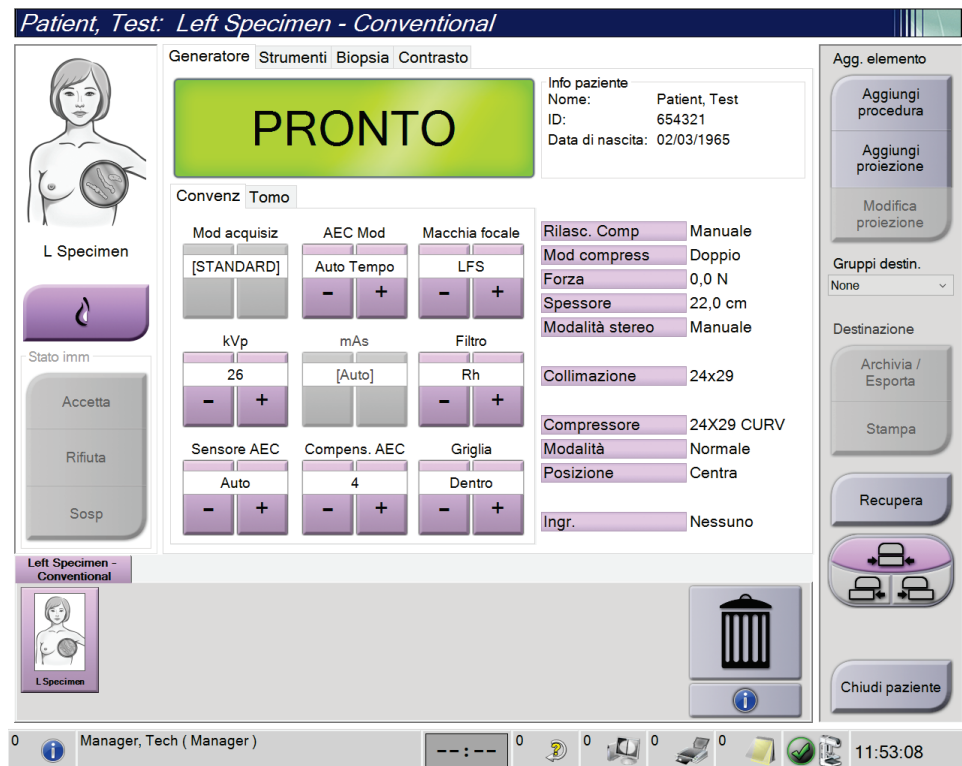 Patient, Test: Left Specimen - Conventional
Generatore Strumenti Biopsia Contrasto
PRONTO
Info paziente
Nome: Patient, Test
ID: 654321
Data di nascita: 02/03/1965
L Specimen
Stato imm
Accetta
Rifiuta
Sosp
Convenz Tomo
Mod acquisiz AEC Mod Macchia focale
[STANDARD] Auto Tempo LFS
- + - +
kVp mAs Filtro
26 [Auto] Rh
- + - +
Sensore AEC Compens. AEC Griglia
Auto 4 Dentro
- + - + - +
Rilasc. Comp Manuale
Mod compress Doppio
Forza 0,0 N
Spessore 22,0 cm
Modalità stereo Manuale
Collimazione 24x29
Compressore 24X29 CURV
Modalità Normale
Posizione Centra
Ingr. Nessuno
Agg. elemento
Aggiungi
procedura
Aggiungi
proiezione
Modifica
proiezione
Gruppi destin.
None
Destinazione
Archivia /
Esporta
Stampa
Recupera
Chiudi paziente
Left Specimen -
Conventional
L Specimen
0 Manager, Tech ( Manager ) --:-- 0 0 0 0 11:53:08